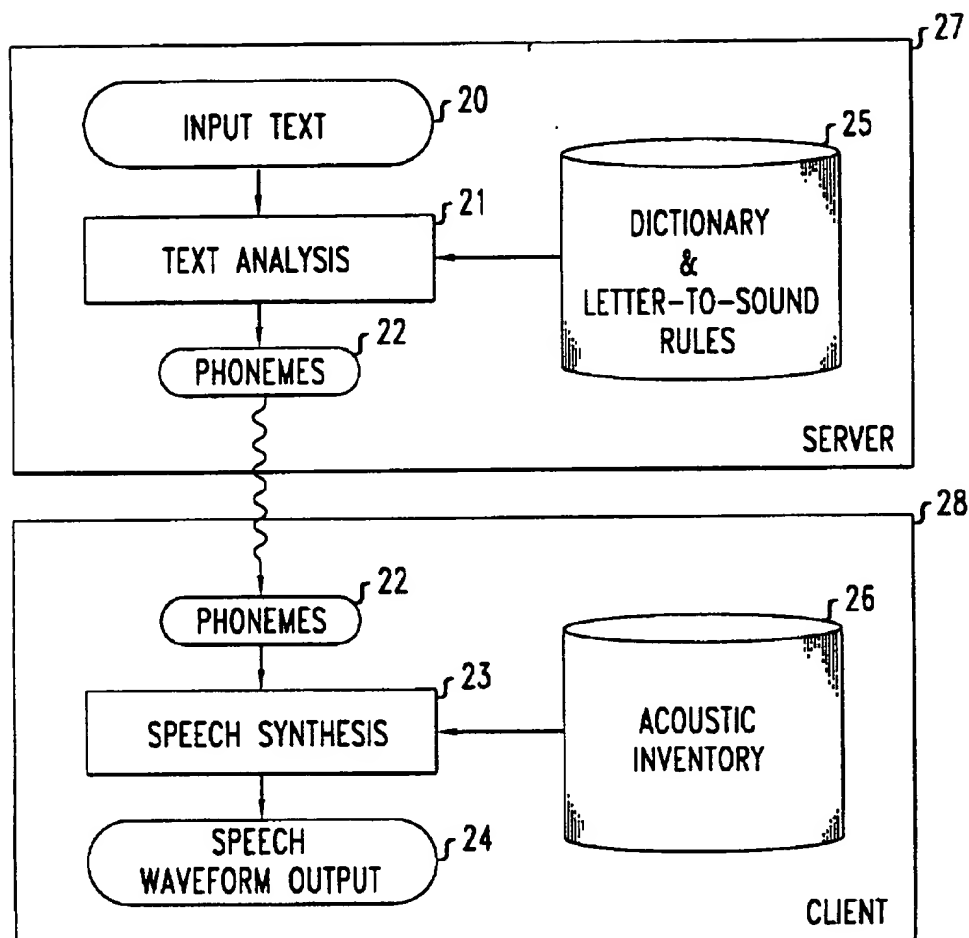 27
INPUT TEXT
20
25
TEXT ANALYSIS
21
DICTIONARY
&
LETTER-TO-SOUND
RULES
PHONEMES
22
SERVER
28
PHONEMES
22
26
SPEECH SYNTHESIS
23
ACOUSTIC
INVENTORY
SPEECH
WAVEFORM OUTPUT
24
CLIENT